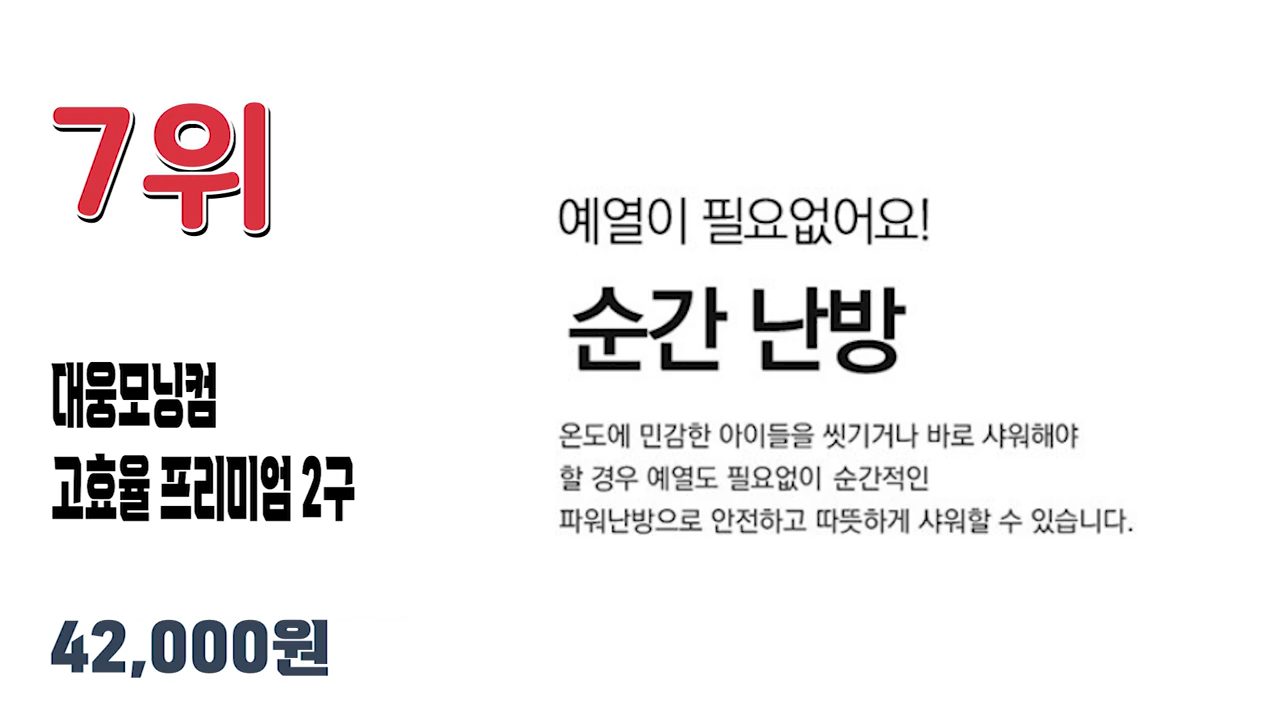 7위
대웅모닝컴
고효율 프리미엄 2구
42,000원
예열이 필요없어요!
순간 난방
온도에 민감한 아이들을 씻기거나 바로 샤워해야
할 경우 예열도 필요없이 순간적인
파워난방으로 안전하고 따뜻하게 샤워할 수 있습니다.